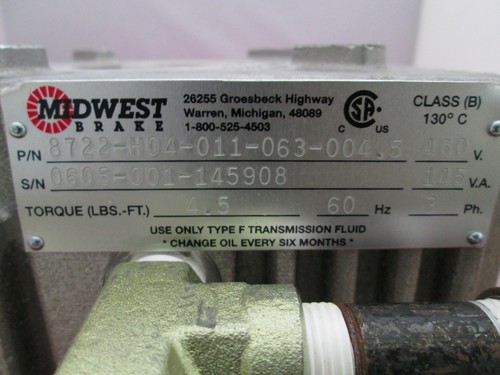 MIDWEST
BRAKE
26255 Groesbeck Highway
Warren, Michigan, 48089
1-800-525-4503
CSA
C US
CLASS (B)
130° C
P/N 8722-H04-011-063-004.5 V.
S/N 0605-001-145908 V.A.
TORQUE (LBS.-FT.) 4.5 60 Hz Ph.
USE ONLY TYPE F TRANSMISSION FLUID
* CHANGE OIL EVERY SIX MONTHS *